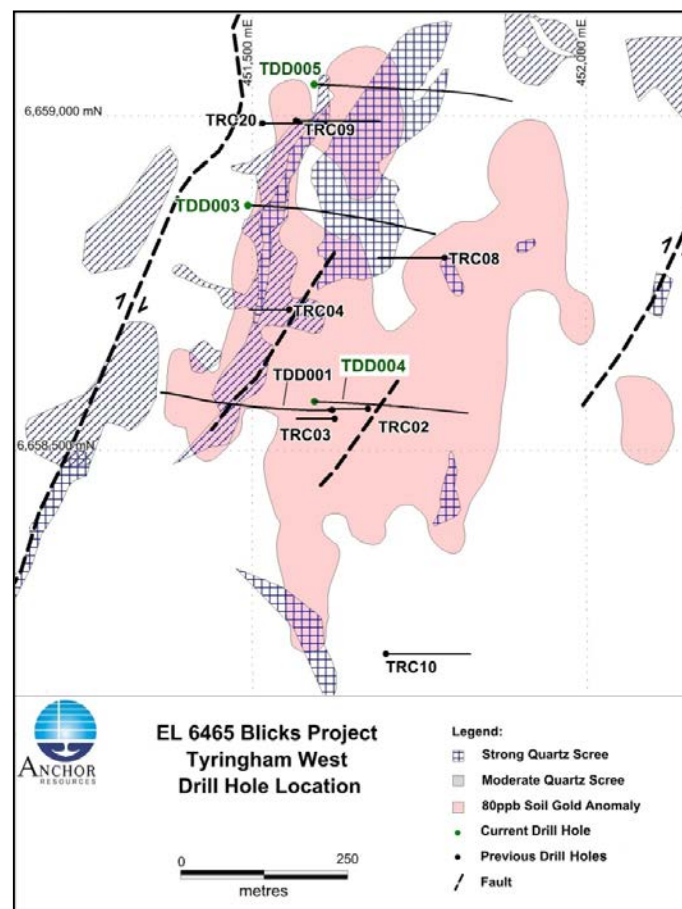 451,500 mE
452,000 mE
TDD005
6,659,000 mN
TRC20
TRC09
TDD003
TRC08
TRC04
TDD001
TDD004
TRC03
TRC02
6,658,500 mN
TRC10
ANCHOR
RESOURCES
EL 6465 Blicks Project
Tyringham West
Drill Hole Location
0
250
metres
Legend:
Strong Quartz Scree
Moderate Quartz Scree
80ppb Soil Gold Anomaly
Current Drill Hole
Previous Drill Holes
Fault